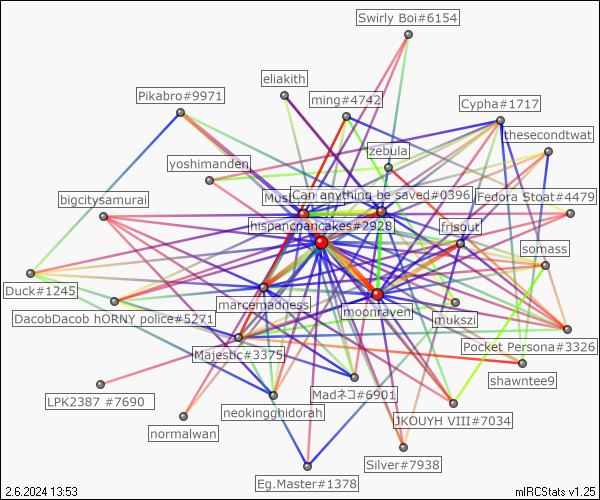 Swirly Boi#6154
eliakith
Pikabro#9971
ming#4742
Cypha#1717
thesecondtwat
zebula
yoshimanden
Can anything be saved#0396
Fedora Stoat#4479
bigcitysamurai
hispancpancakes#2928
frisout
somass
Duck#1245
marcemadness
moonraven
DacobDacob hORNY police#5271
mukszi
Majestic#3375
Pocket Persona#3326
shawntee9
LPK2387 #7690
Madネコ#6901
neokingghidorah
JKOUYH VIII#7034
normalwan
Silver#7938
Eg.Master#1378
2.6.2024 13:53
mIRCStats v1.25